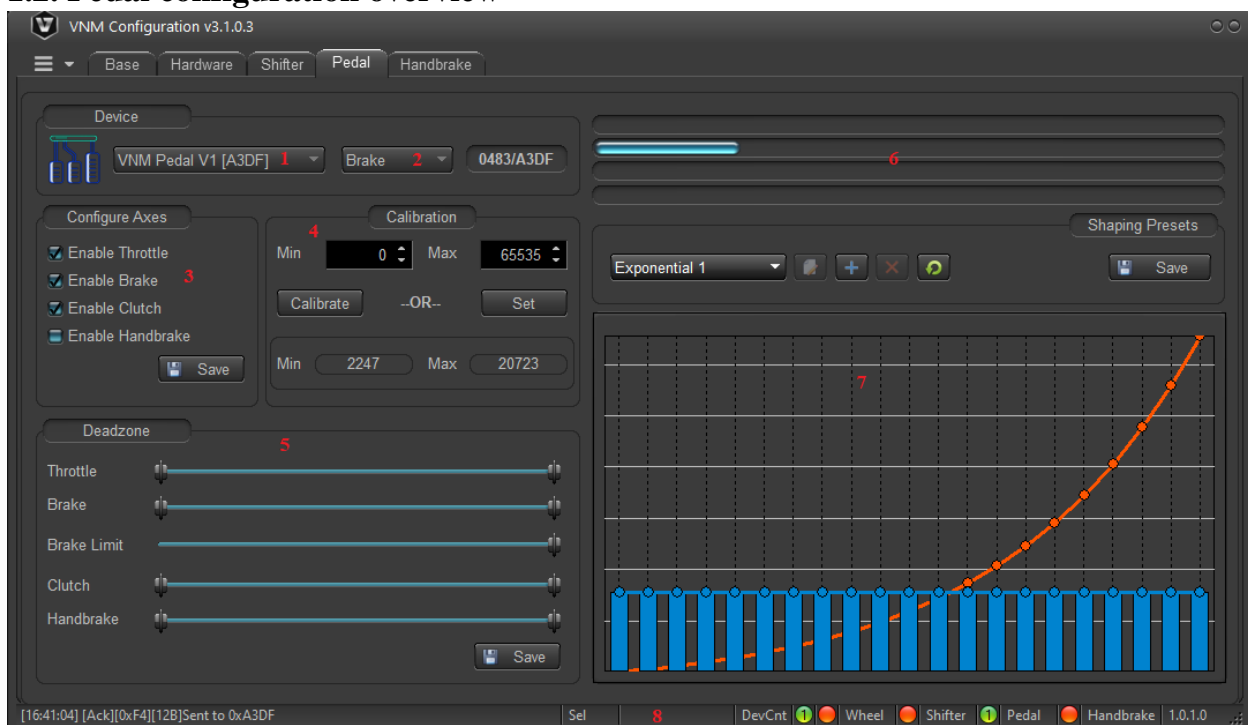 VNM Configuration v3.1.0.3
Base Hardware Shifter Pedal Handbrake
Device
VNM Pedal V1 [A3DF] 1 Brake 2 0483/A3DF
6
Configure Axes
Enable Throttle
Enable Brake 3
Enable Clutch
Enable Handbrake
Save
Calibration
4
Min 0 Max 65535
Calibrate --OR-- Set
Min 2247 Max 20723
Shaping Presets
Exponential 1 Save
7
Deadzone
5
Throttle
Brake
Brake Limit
Clutch
Handbrake
Save
[16:41:04] [Ack][0xF4][12B]Sent to 0xA3DF Sel 8 DevCnt 1 Wheel Shifter 1 Pedal Handbrake 1.0.1.0